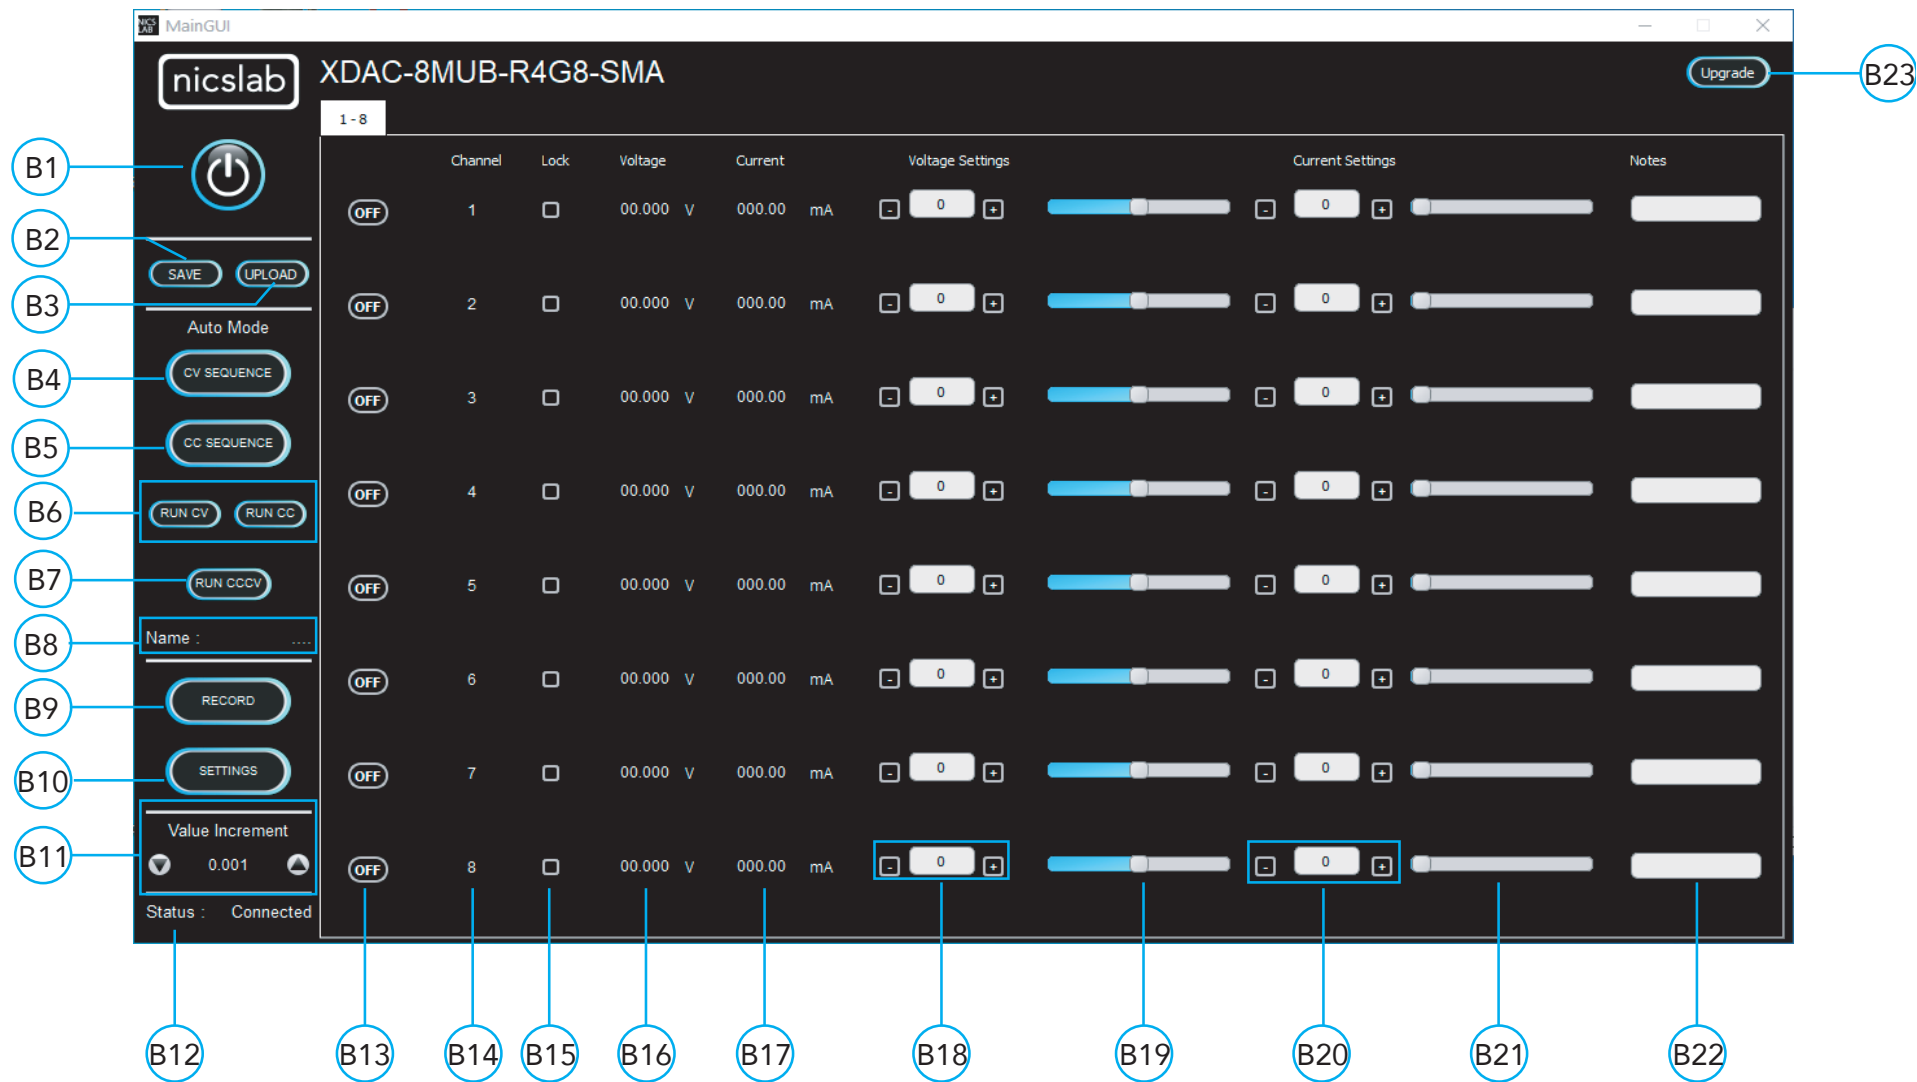 NICS LAB MainGUI
nicslab XDAC-8MUB-R4G8-SMA Upgrade B23
1 - 8
Channel Lock Voltage Current Voltage Settings Current Settings Notes
B1
OFF 1 00.000 V 000.00 mA - 0 + - 0 +
B2
SAVE UPLOAD
B3
OFF 2 00.000 V 000.00 mA - 0 + - 0 +
Auto Mode
B4 CV SEQUENCE
OFF 3 00.000 V 000.00 mA - 0 + - 0 +
B5 CC SEQUENCE
OFF 4 00.000 V 000.00 mA - 0 + - 0 +
B6 RUN CV RUN CC
B7 RUN CCCV
OFF 5 00.000 V 000.00 mA - 0 + - 0 +
B8 Name : ....
OFF 6 00.000 V 000.00 mA - 0 + - 0 +
B9 RECORD
B10 SETTINGS
OFF 7 00.000 V 000.00 mA - 0 + - 0 +
Value Increment
B11 0.001
OFF 8 00.000 V 000.00 mA - 0 + - 0 +
Status : Connected
B12 B13 B14 B15 B16 B17 B18 B19 B20 B21 B22